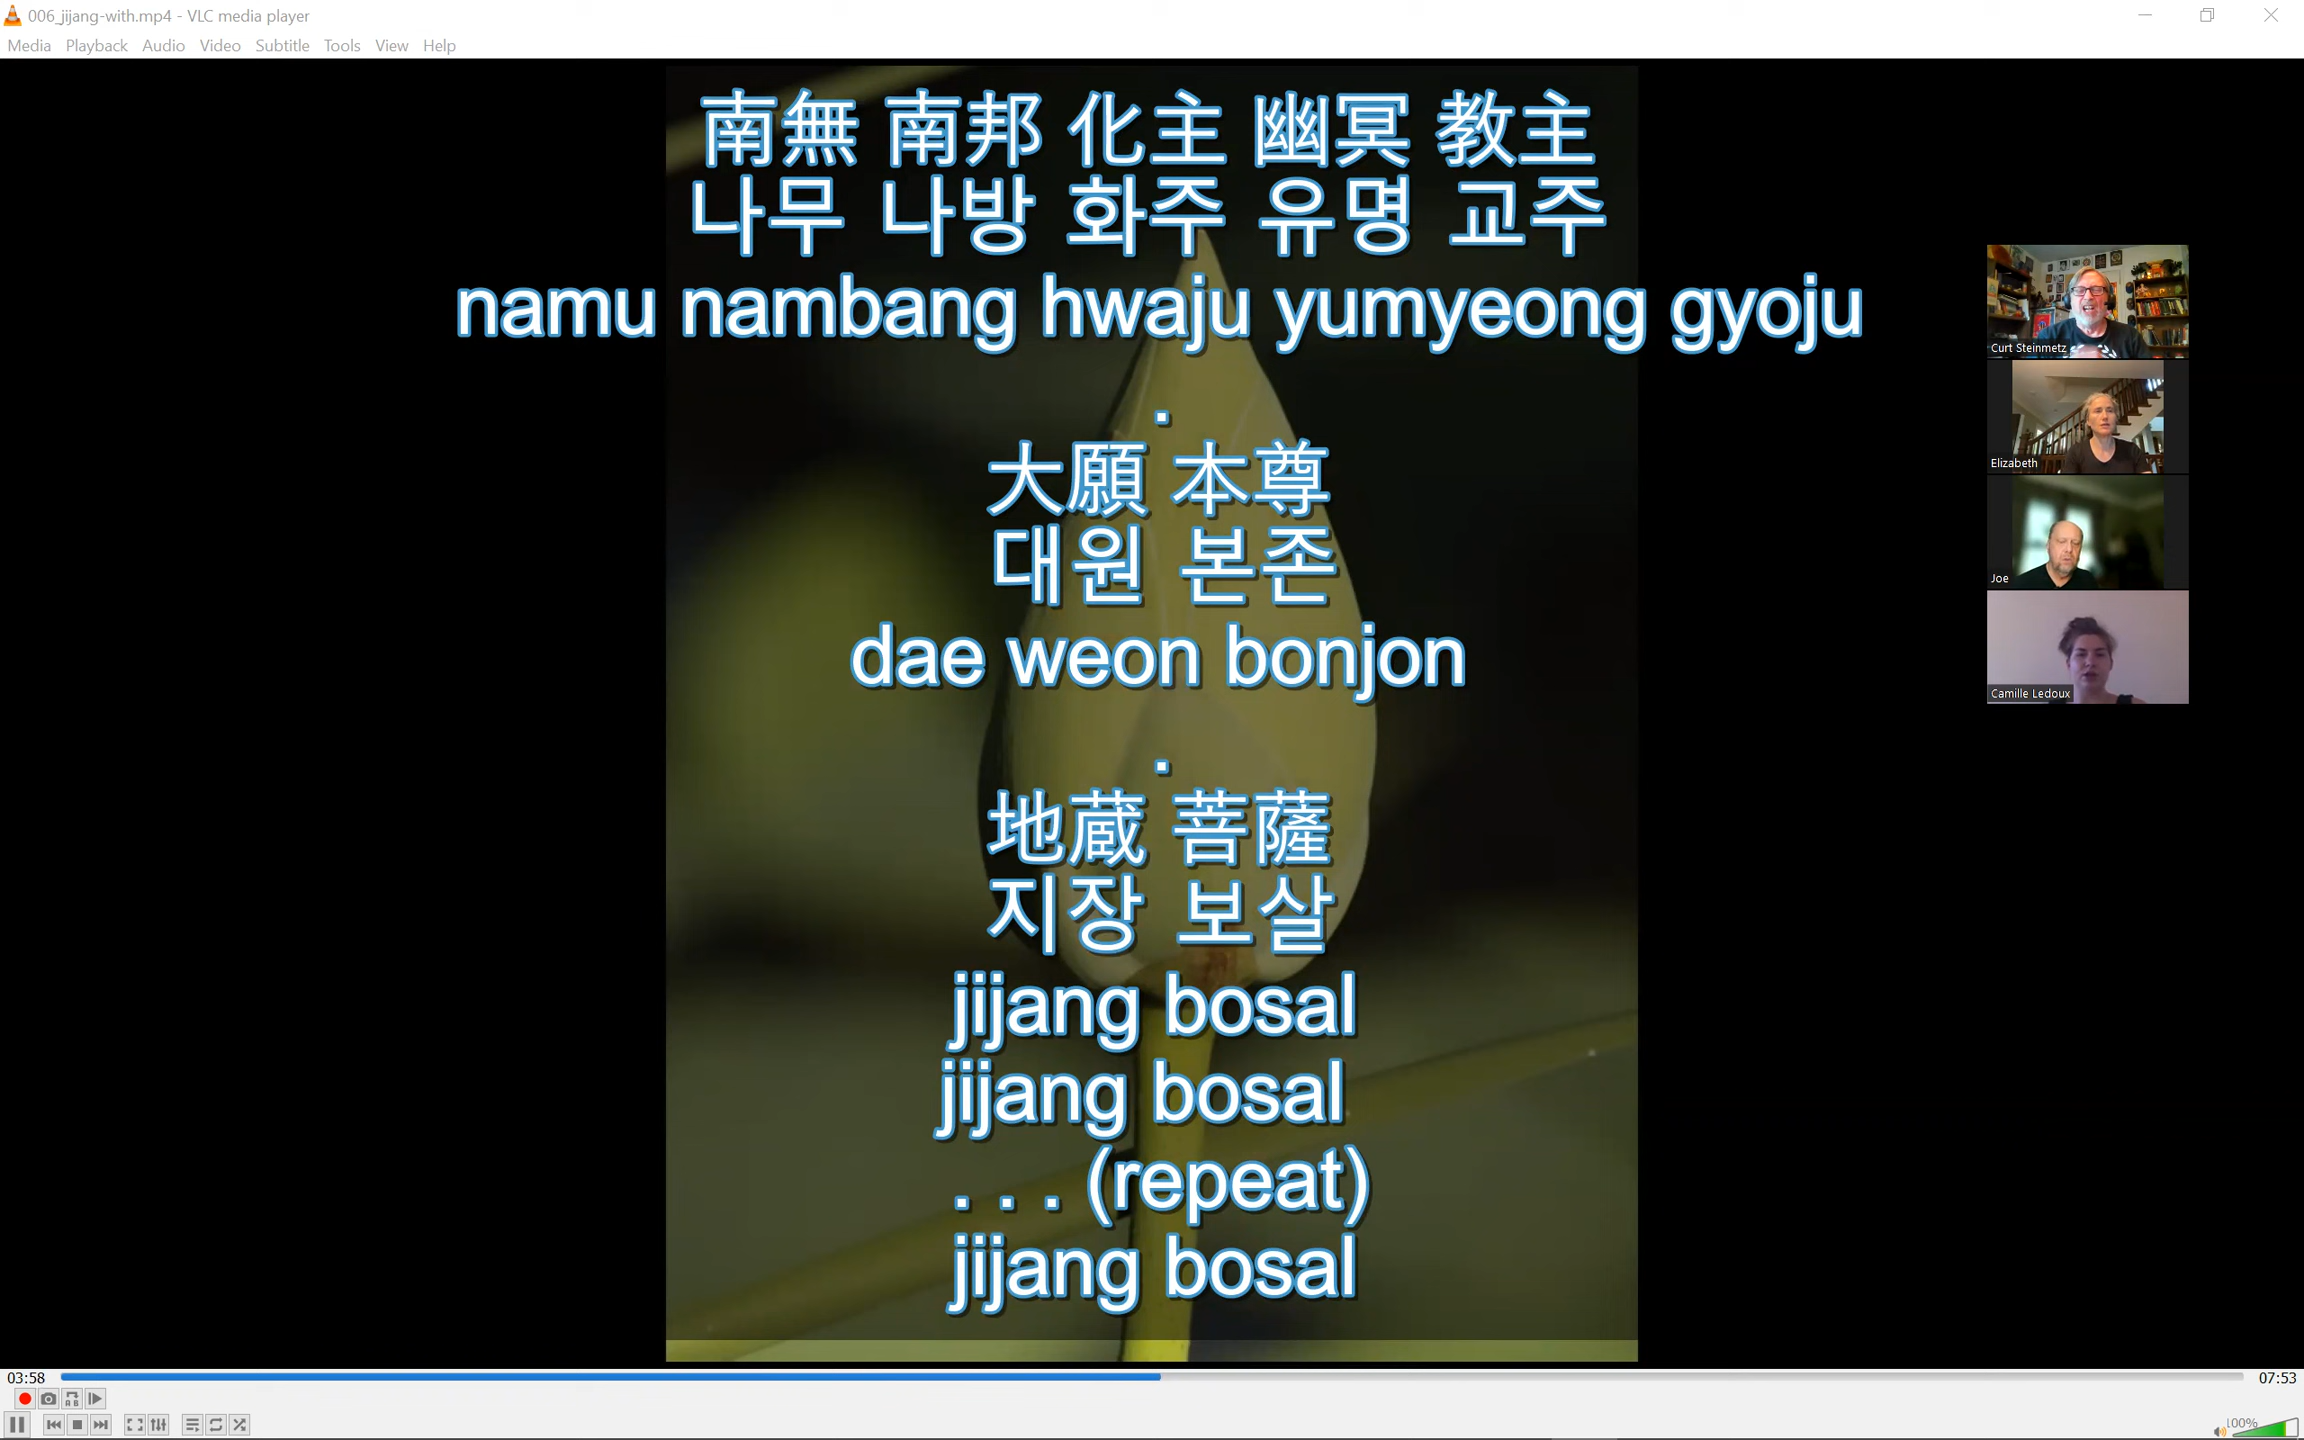 006_jijang-with.mp4 - VLC media player
Media Playback Audio Video Subtitle Tools View Help
南無 南邦 化主 幽冥 教主
나무 나방 화주 유명 교주
namu nambang hwaju yumyeong gyoju
.
大願 本尊
대원 본존
dae weon bonjon
.
地蔵 菩薩
지장 보살
jijang bosal
jijang bosal
. . . (repeat)
jijang bosal
Curt Steinmetz
Elizabeth
Joe
Camille Ledoux
03:58
07:53
100%